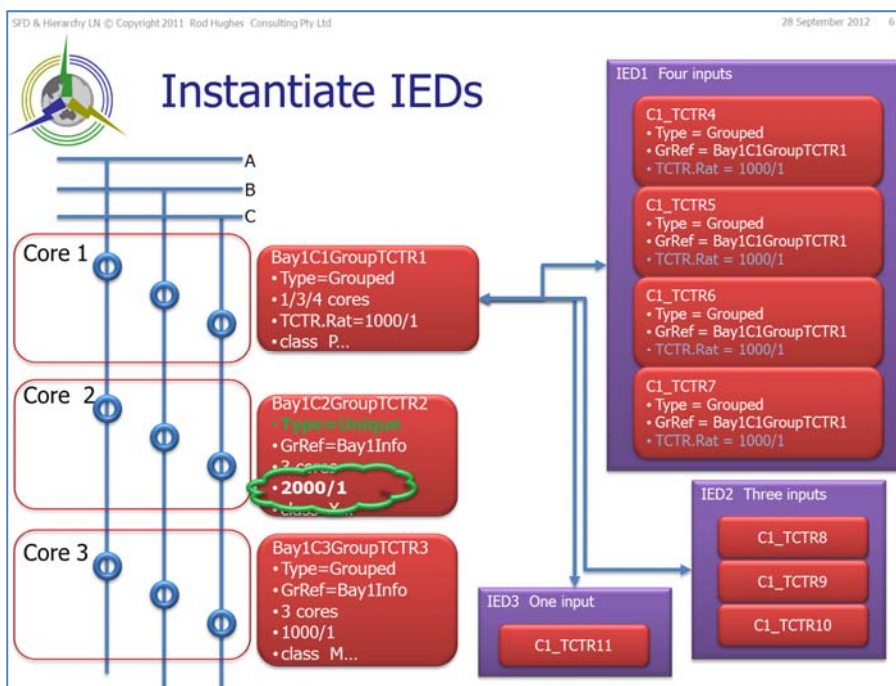 SFD & Hierarchy LN © Copyright 2011 Rod Hughes Consulting Pty Ltd
28 September 2012 6
Instantiate IEDs
A
B
C
Core 1
Bay1C1GroupTCTR1
• Type=Grouped
• 1/3/4 cores
• TCTR.Rat=1000/1
• class P...
Core 2
Bay1C2GroupTCTR2
• Type=Unique
• GrRef=Bay1Info
• 3 cores
• 2000/1
• class X...
Core 3
Bay1C3GroupTCTR3
• Type=Grouped
• GrRef=Bay1Info
• 3 cores
• 1000/1
• class M...
IED1 Four inputs
C1_TCTR4
• Type = Grouped
• GrRef = Bay1C1GroupTCTR1
• TCTR.Rat = 1000/1
C1_TCTR5
• Type = Grouped
• GrRef = Bay1C1GroupTCTR1
• TCTR.Rat = 1000/1
C1_TCTR6
• Type = Grouped
• GrRef = Bay1C1GroupTCTR1
• TCTR.Rat = 1000/1
C1_TCTR7
• Type = Grouped
• GrRef = Bay1C1GroupTCTR1
• TCTR.Rat = 1000/1
IED2 Three inputs
C1_TCTR8
C1_TCTR9
C1_TCTR10
IED3 One input
C1_TCTR11